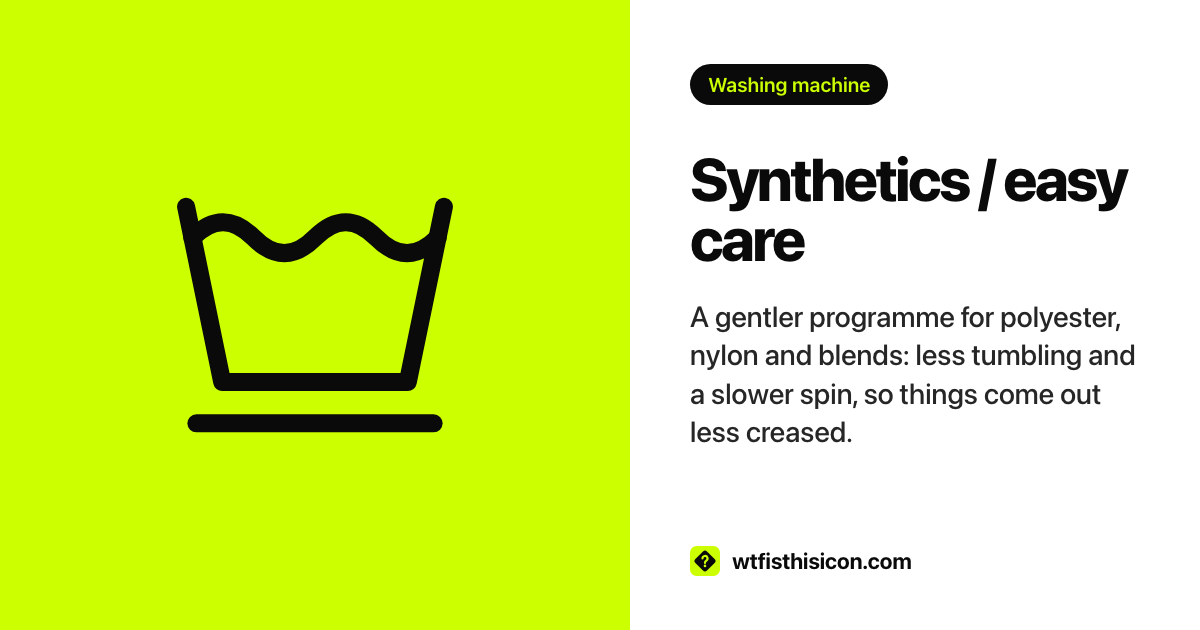 Washing machine
Synthetics / easy
care
A gentler programme for polyester,
nylon and blends: less tumbling and
a slower spin, so things come out
less creased.
?
wtfisthisicon.com